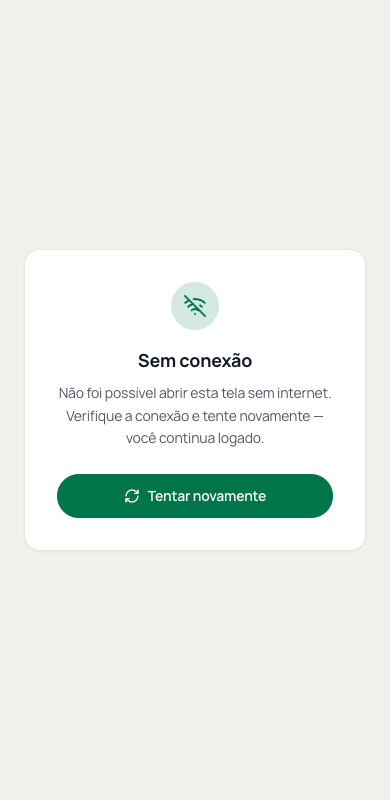 Sem conexão
Não foi possível abrir esta tela sem internet.
Verifique a conexão e tente novamente —
você continua logado.
Tentar novamente